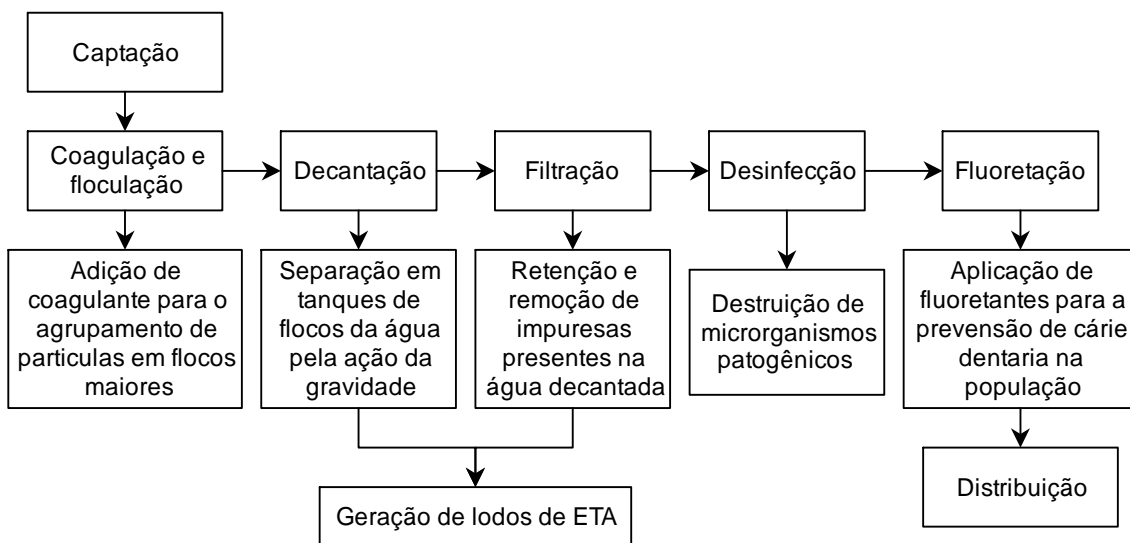 Captação
Coagulação e
floculação
Decantação
Filtração
Desinfecção
Fluoretação
Adição de
coagulante para o
agrupamento de
particulas em flocos
maiores
Separação em
tanques de
flocos da água
pela ação da
gravidade
Retenção e
remoção de
impuresas
presentes na
água decantada
Destruição de
microrganismos
patogênicos
Aplicação de
fluoretantes para a
prevensão de cárie
dentaria na
população
Geração de lodos de ETA
Distribuição